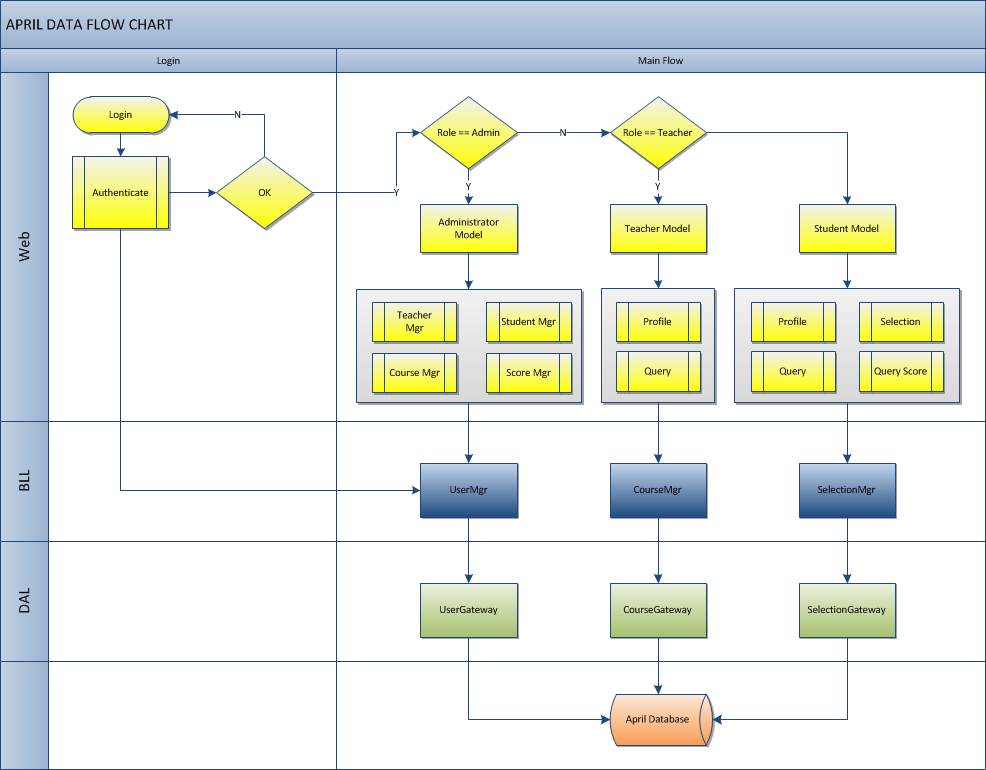 APRIL DATA FLOW CHART
Login
Main Flow
Web
Login
N
Authenticate
OK
Y
Role == Admin
N
Role == Teacher
Y
Y
Administrator
Model
Teacher Model
Student Model
Teacher
Mgr
Student Mgr
Course Mgr
Score Mgr
Profile
Query
Profile
Selection
Query
Query Score
BLL
UserMgr
CourseMgr
SelectionMgr
DAL
UserGateway
CourseGateway
SelectionGateway
April Database